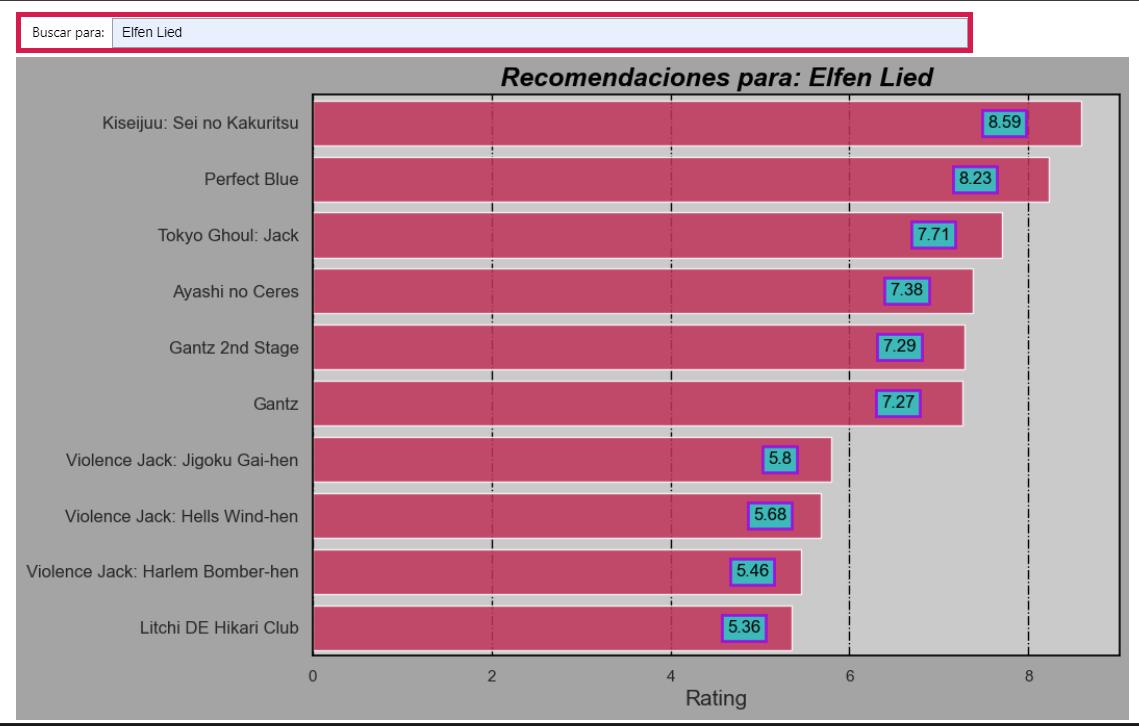 Buscar para: Elfen Lied
Recomendaciones para: Elfen Lied
Kiseijuu: Sei no Kakuritsu 8.59
Perfect Blue 8.23
Tokyo Ghoul: Jack 7.71
Ayashi no Ceres 7.38
Gantz 2nd Stage 7.29
Gantz 7.27
Violence Jack: Jigoku Gai-hen 5.8
Violence Jack: Hells Wind-hen 5.68
Violence Jack: Harlem Bomber-hen 5.46
Litchi DE Hikari Club 5.36
0 2 4 6 8
Rating